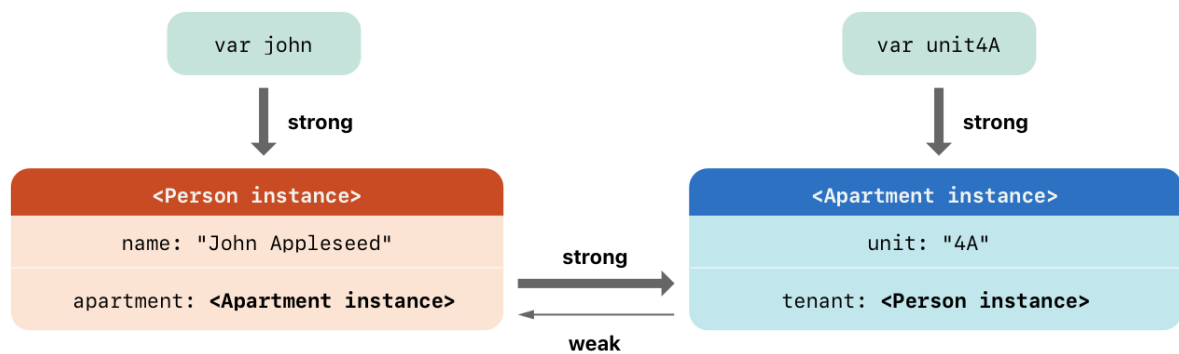 var john
var unit4A
strong
strong
<Person instance>
<Apartment instance>
name: "John Appleseed"
unit: "4A"
strong
apartment: <Apartment instance>
tenant: <Person instance>
weak